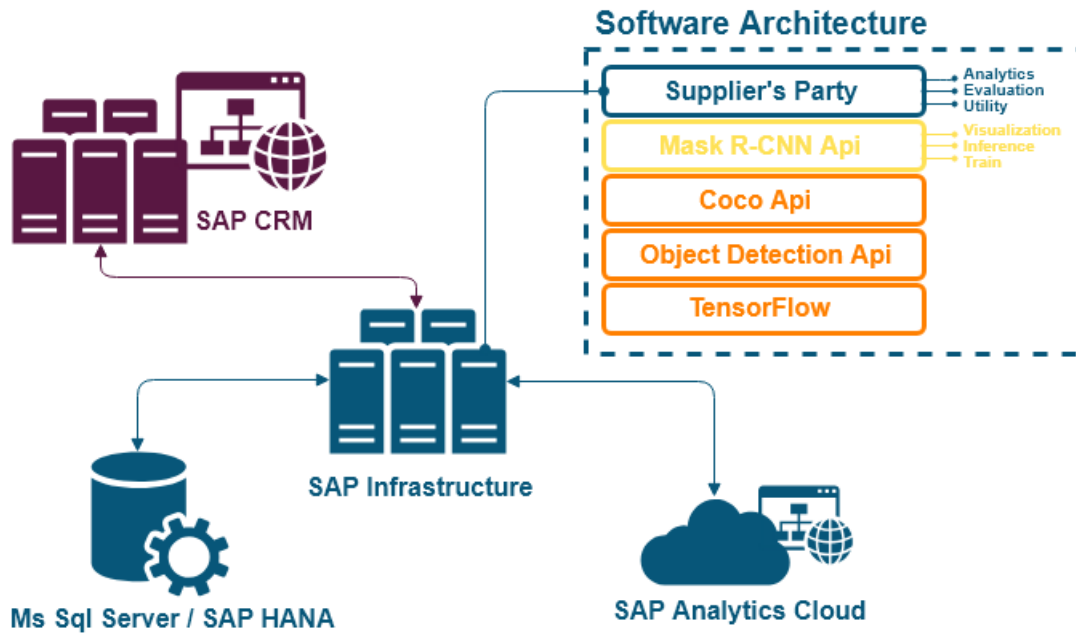 Software Architecture
Supplier's Party
Analytics
Evaluation
Utility
Mask R-CNN Api
Visualization
Inference
Train
Coco Api
Object Detection Api
TensorFlow
SAP CRM
SAP Infrastructure
Ms Sql Server / SAP HANA
SAP Analytics Cloud